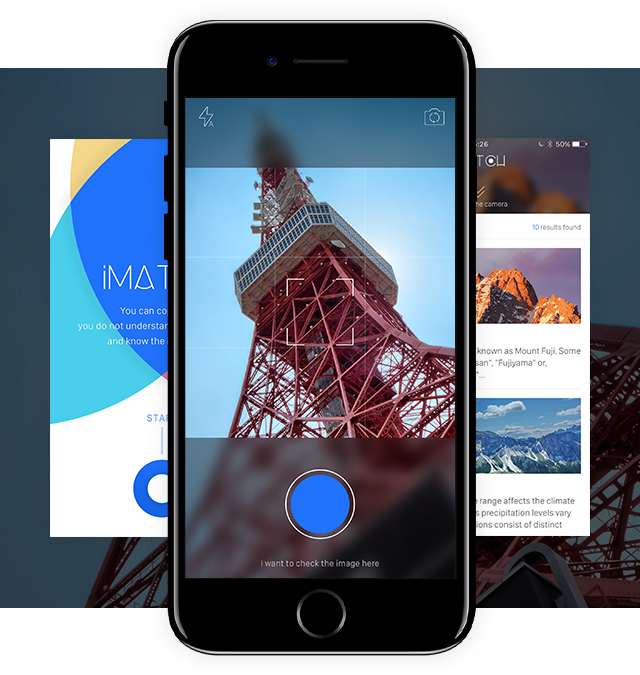 A
iMAT
You can co
you do not understan
and know the
STAR
:26
50%
TCH
he camera
10 results found
known as Mount Fuji. Some
san", "Fujiyama" or,
"...
e range affects the climate
s precipitation levels vary
ions consist of distinct
I want to check the image here